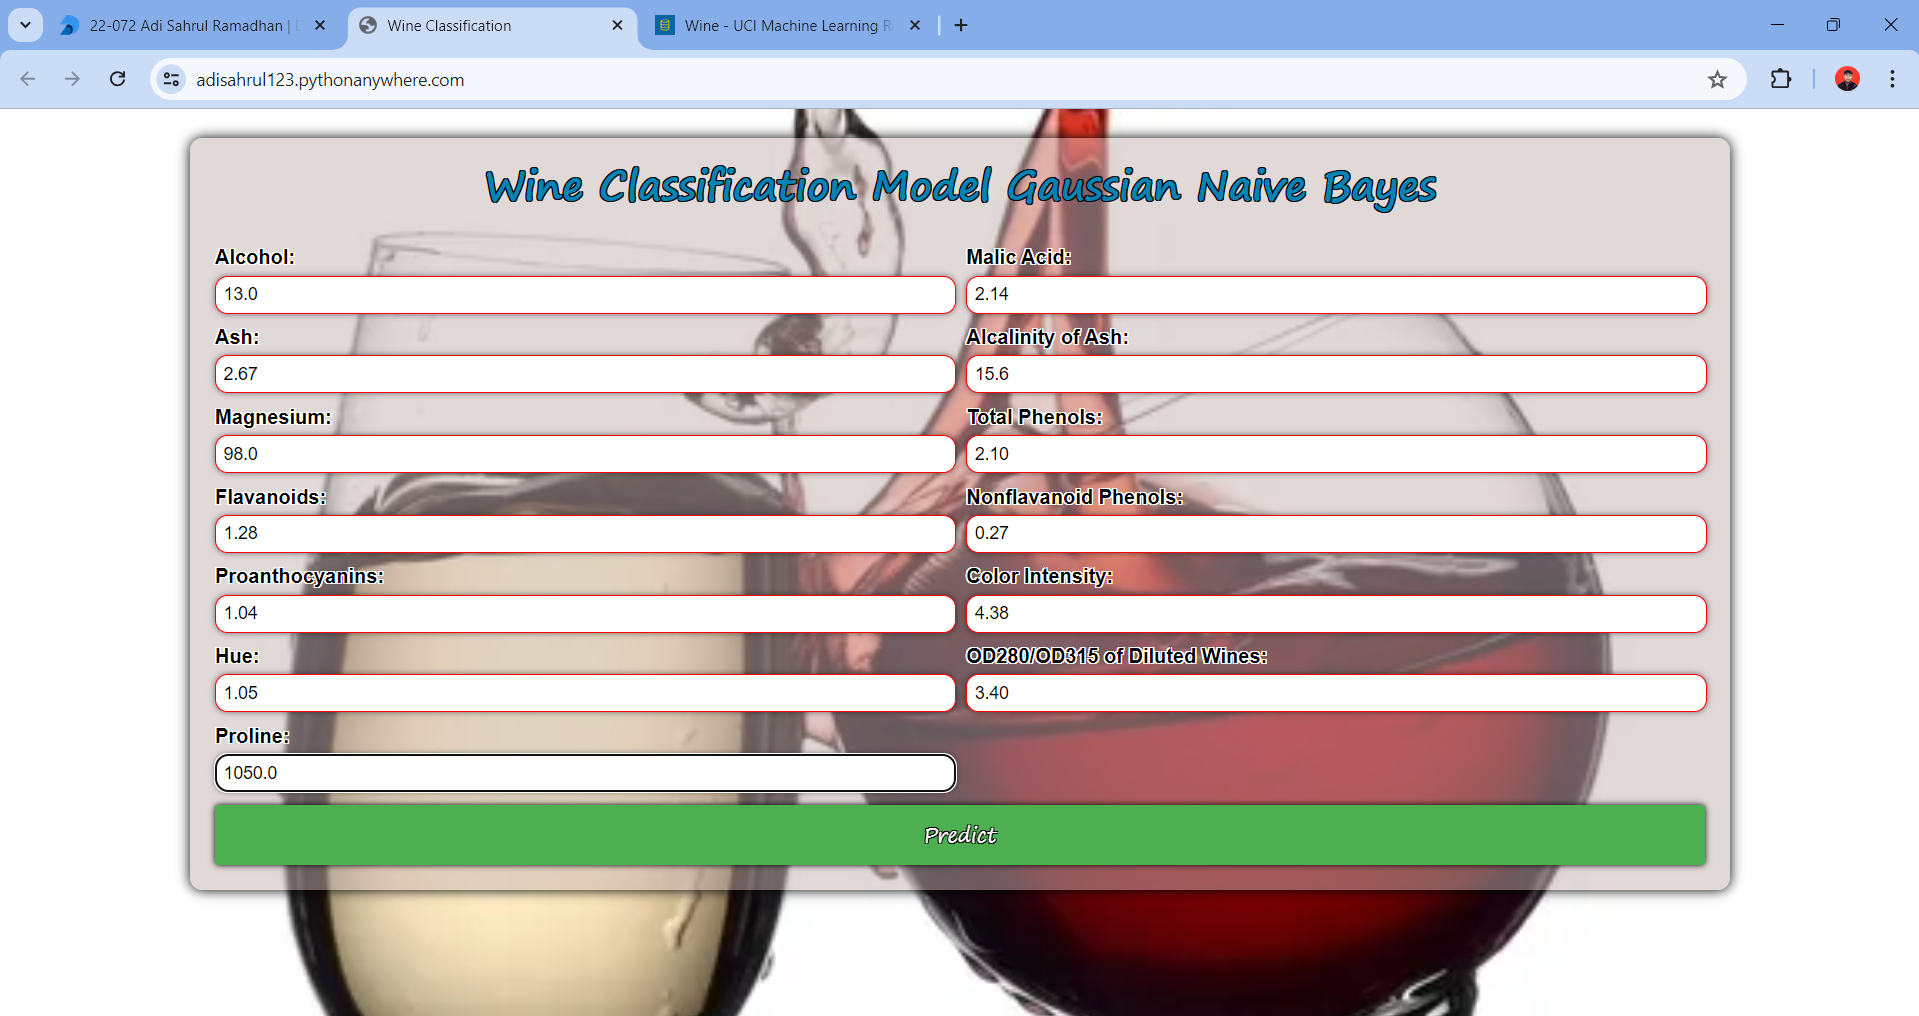 22-072 Adi Sahrul Ramadhan |
Wine Classification
Wine - UCI Machine Learning
adisahrul123.pythonanywhere.com
Wine Classification Model Gaussian Naive Bayes
Alcohol:
Malic Acid:
13.0
2.14
Ash:
Alcalinity of Ash:
2.67
15.6
Magnesium:
Total Phenols:
98.0
2.10
Flavanoids:
Nonflavanoid Phenols:
1.28
0.27
Proanthocyanins:
Color Intensity:
1.04
4.38
Hue:
OD280/OD315 of Diluted Wines:
1.05
3.40
Proline:
1050.0
Predict